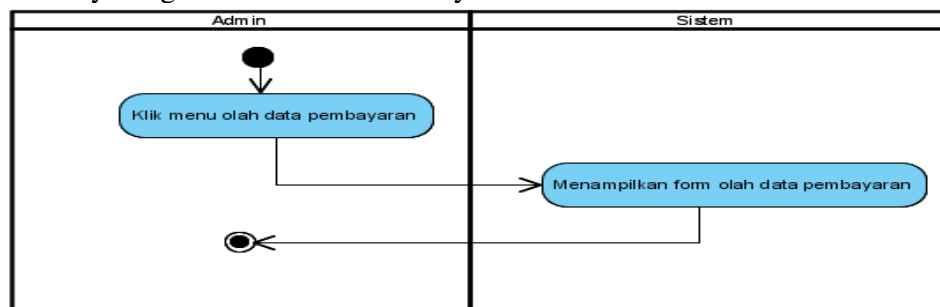 Admin
Sistem
Klik menu olah data pembayaran
Menampilkan form olah data pembayaran